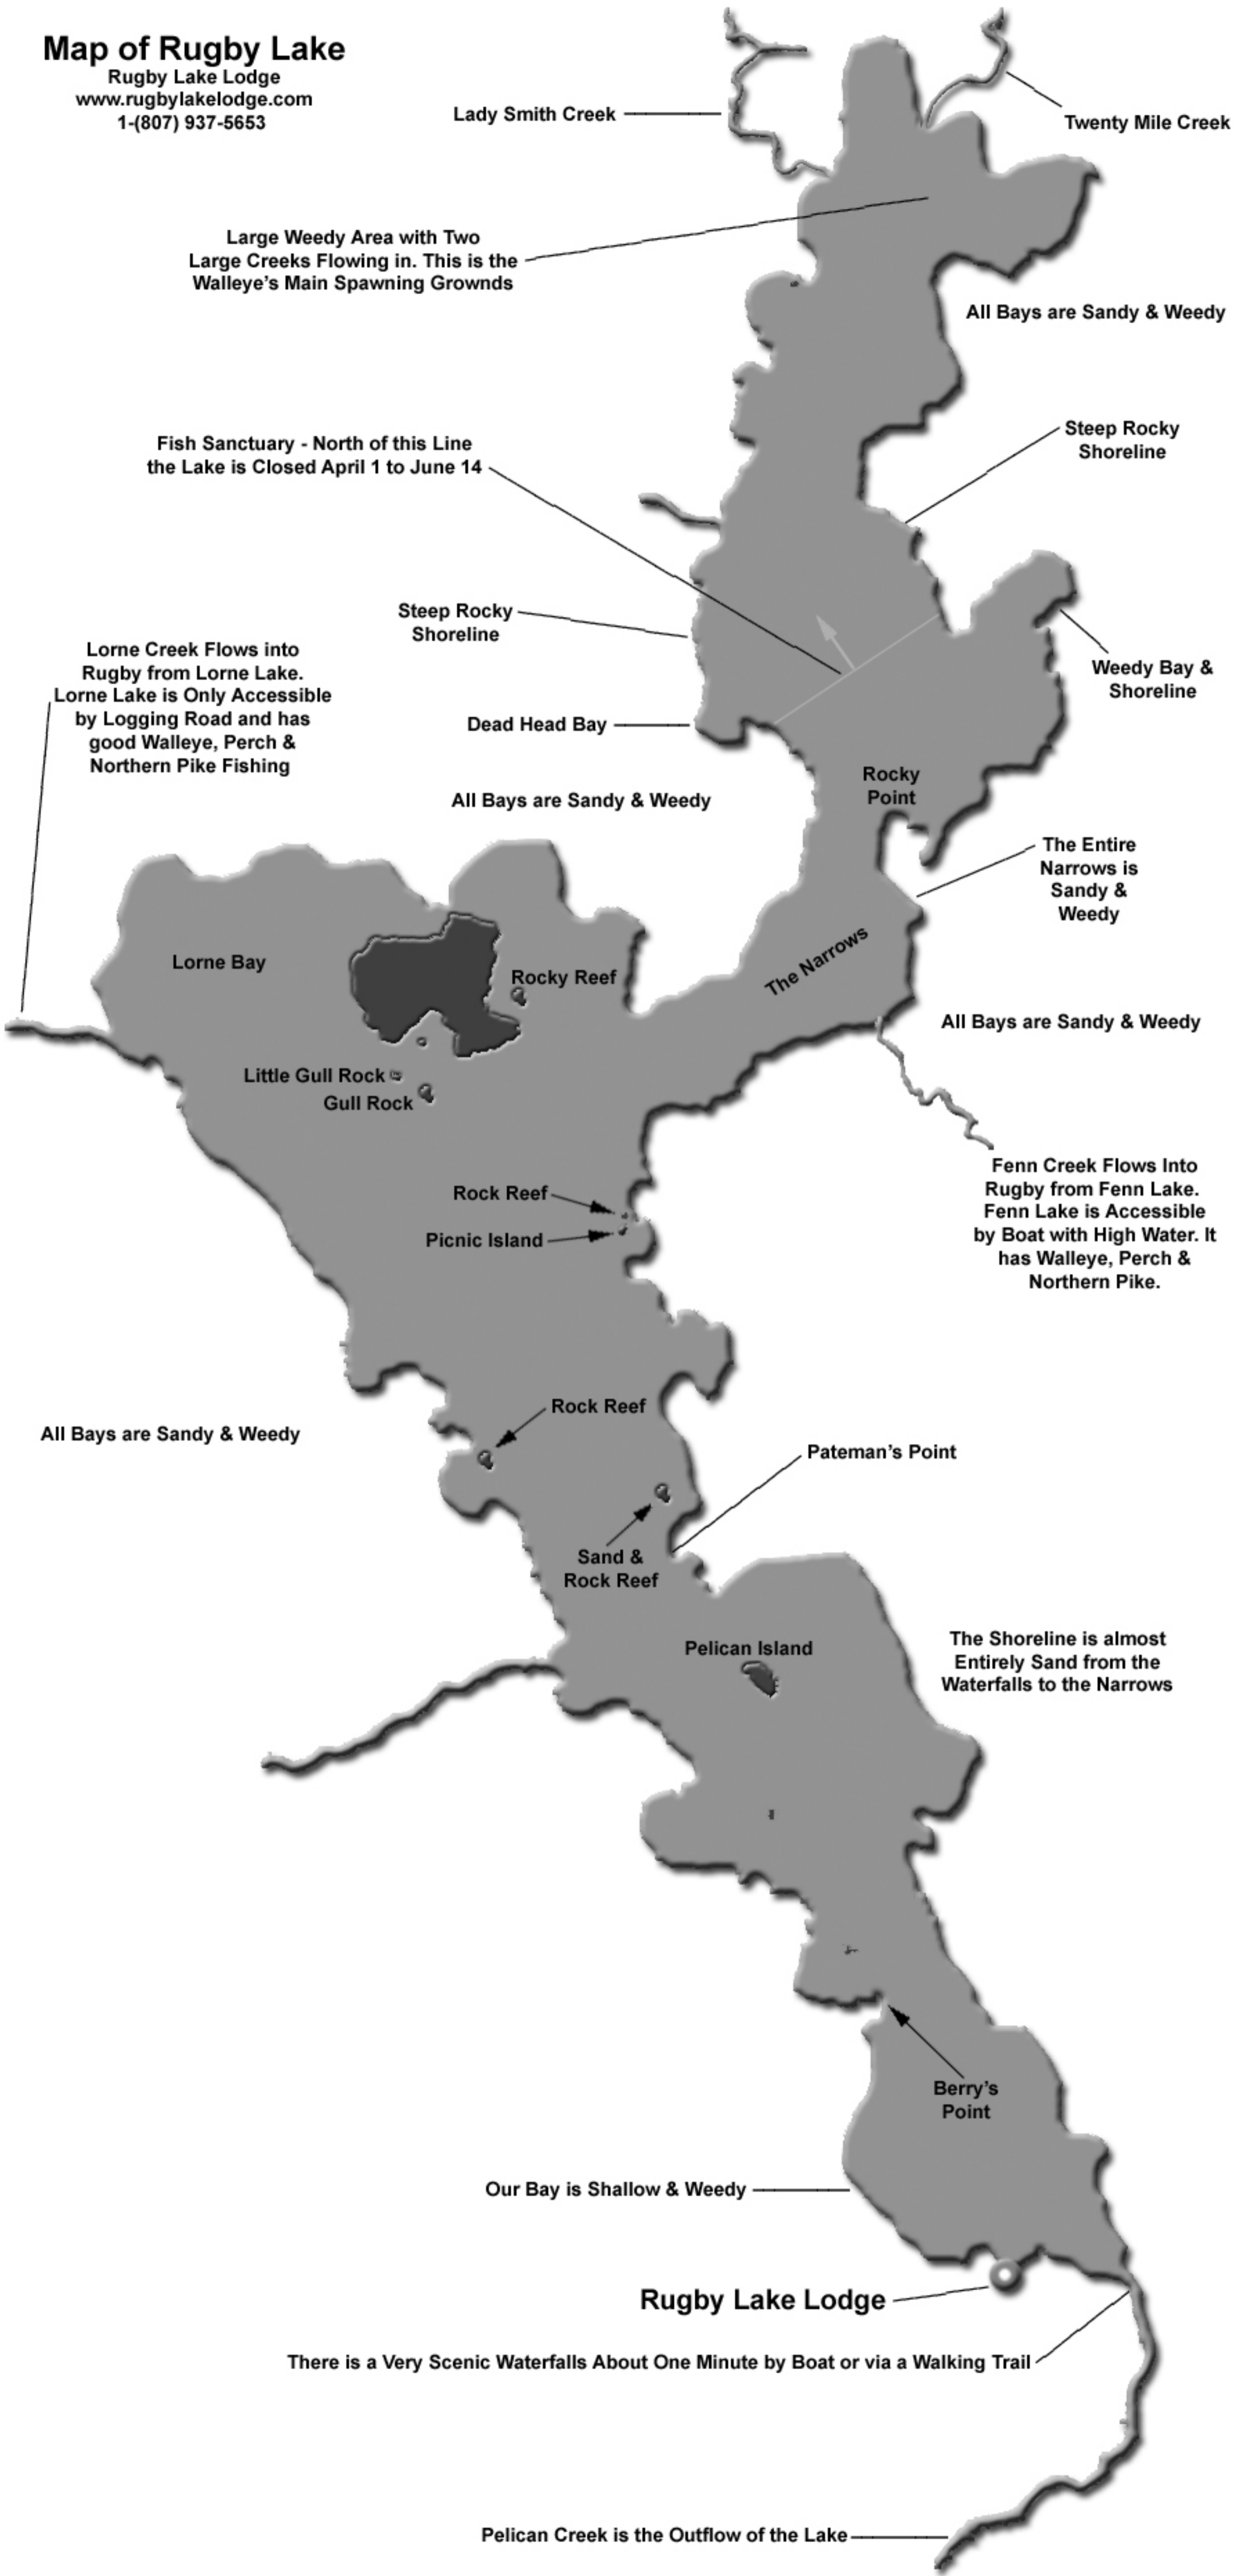 Map of Rugby Lake
Rugby Lake Lodge
www.rugbylakelodge.com
1-(807) 937-5653
Lady Smith Creek
Twenty Mile Creek
Large Weedy Area with Two
Large Creeks Flowing in. This is the
Walleye's Main Spawning Grownds
All Bays are Sandy & Weedy
Steep Rocky
Shoreline
Fish Sanctuary - North of this Line
the Lake is Closed April 1 to June 14
Steep Rocky
Shoreline
Lorne Creek Flows into
Rugby from Lorne Lake.
Lorne Lake is Only Accessible
by Logging Road and has
good Walleye, Perch &
Northern Pike Fishing
Weedy Bay &
Shoreline
Dead Head Bay
Rocky
Point
All Bays are Sandy & Weedy
The Entire
Narrows is
Sandy &
Weedy
The Narrows
Lorne Bay
Rocky Reef
All Bays are Sandy & Weedy
Little Gull Rock
Gull Rock
Fenn Creek Flows Into
Rugby from Fenn Lake.
Fenn Lake is Accessible
by Boat with High Water. It
has Walleye, Perch &
Northern Pike.
Rock Reef
Picnic Island
Rock Reef
All Bays are Sandy & Weedy
Pateman's Point
Sand &
Rock Reef
Pelican Island
The Shoreline is almost
Entirely Sand from the
Waterfalls to the Narrows
Berry's
Point
Our Bay is Shallow & Weedy
Rugby Lake Lodge
There is a Very Scenic Waterfalls About One Minute by Boat or via a Walking Trail
Pelican Creek is the Outflow of the Lake